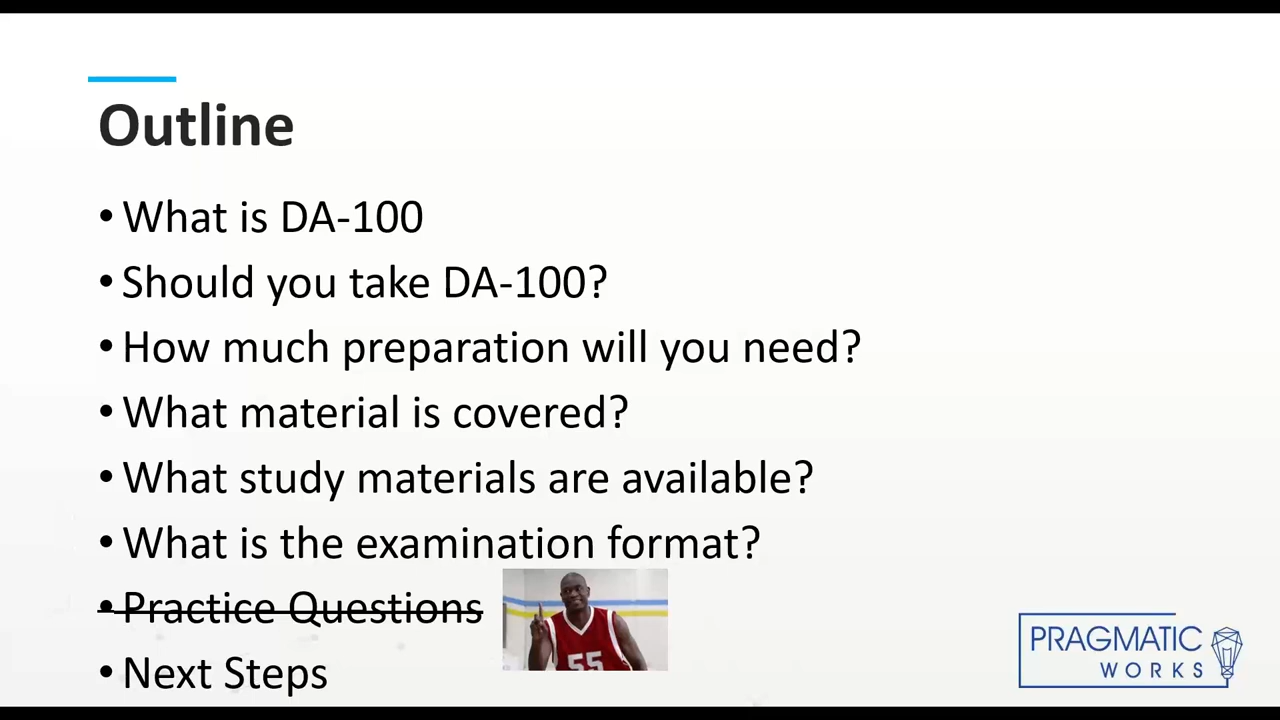 Outline
• What is DA-100
• Should you take DA-100?
• How much preparation will you need?
• What material is covered?
• What study materials are available?
• What is the examination format?
• Practice Questions
55
• Next Steps
PRAGMATIC
WORKS